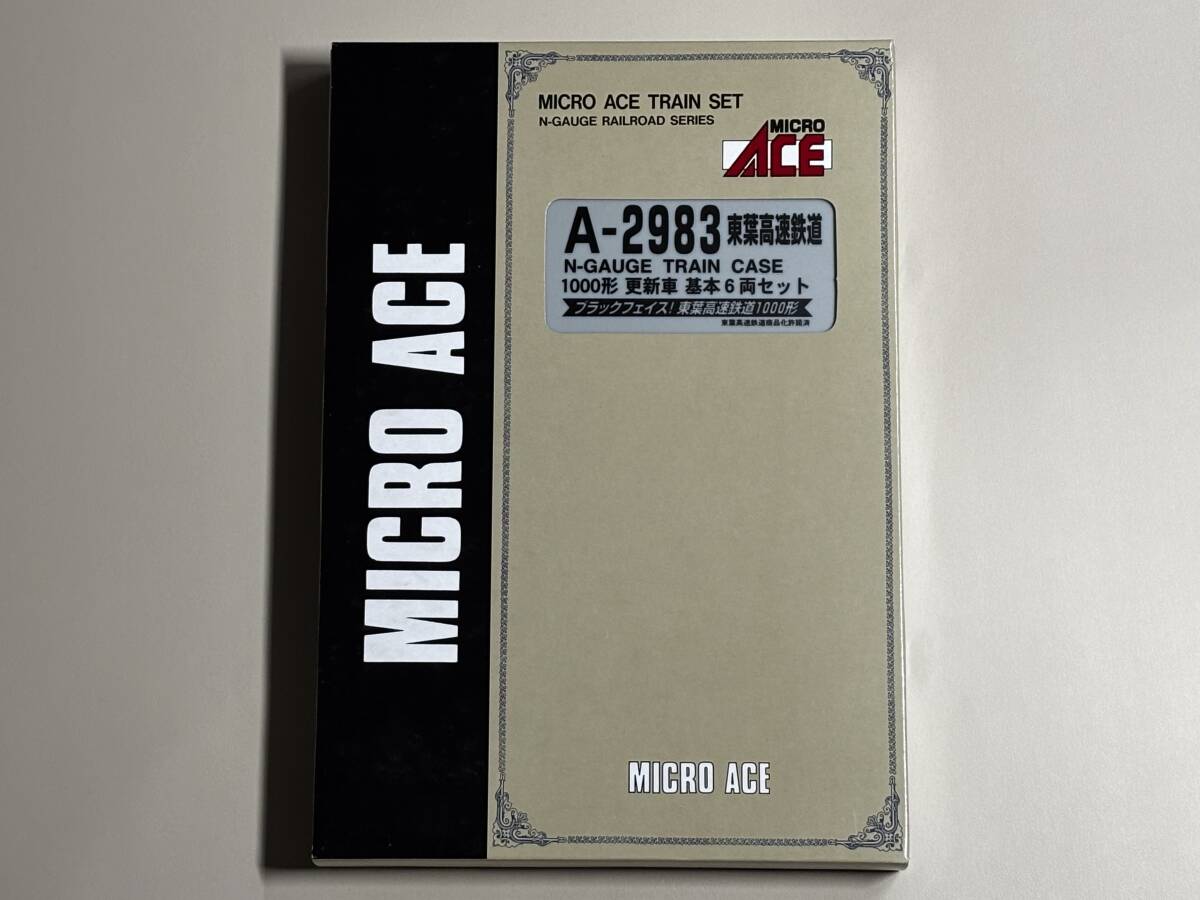 MICRO ACE
MICRO ACE TRAIN SET
N-GAUGE RAILROAD SERIES
MICRO
ACE
A-2983 東葉高速鉄道
N-GAUGE TRAIN CASE
1000形 更新車 基本6両セット
ブラックフェイス! 東葉高速鉄道1000形
東葉高速鉄道商品化許諾済
MICRO ACE